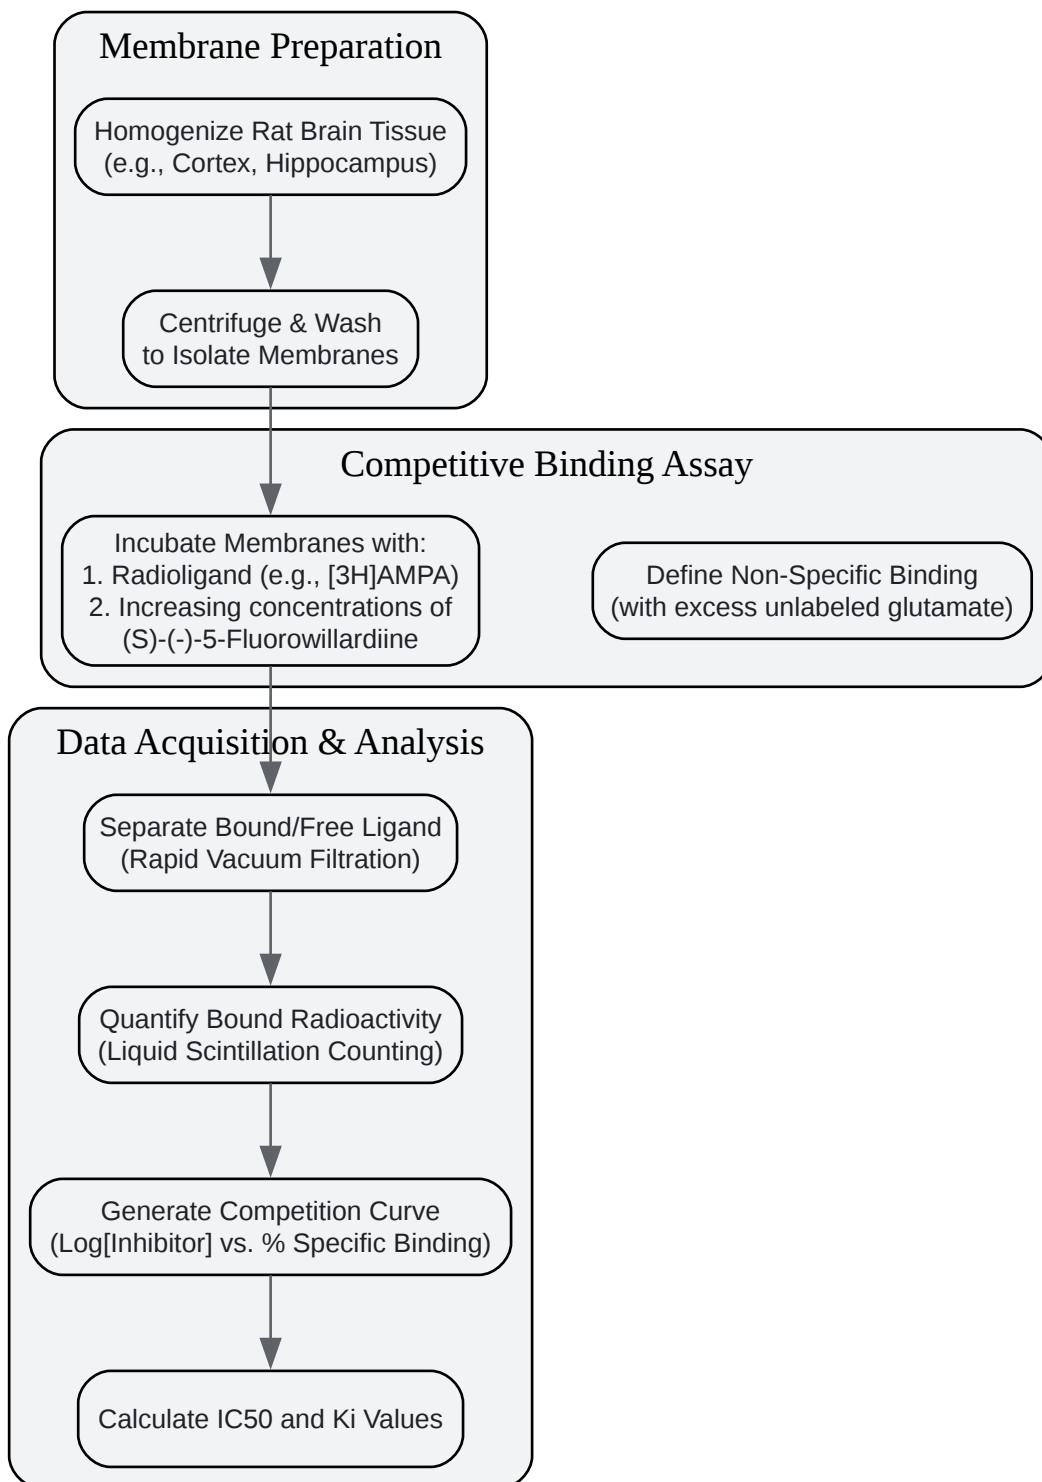 Membrane Preparation
Homogenize Rat Brain Tissue
(e.g., Cortex, Hippocampus)
Centrifuge & Wash
to Isolate Membranes
Competitive Binding Assay
Incubate Membranes with:
1. Radioligand (e.g., [3H]AMPA)
2. Increasing concentrations of
(S)-(-)-5-Fluorowillardiine
Define Non-Specific Binding
(with excess unlabeled glutamate)
Data Acquisition & Analysis
Separate Bound/Free Ligand
(Rapid Vacuum Filtration)
Quantify Bound Radioactivity
(Liquid Scintillation Counting)
Generate Competition Curve
(Log[Inhibitor] vs. % Specific Binding)
Calculate IC50 and Ki Values